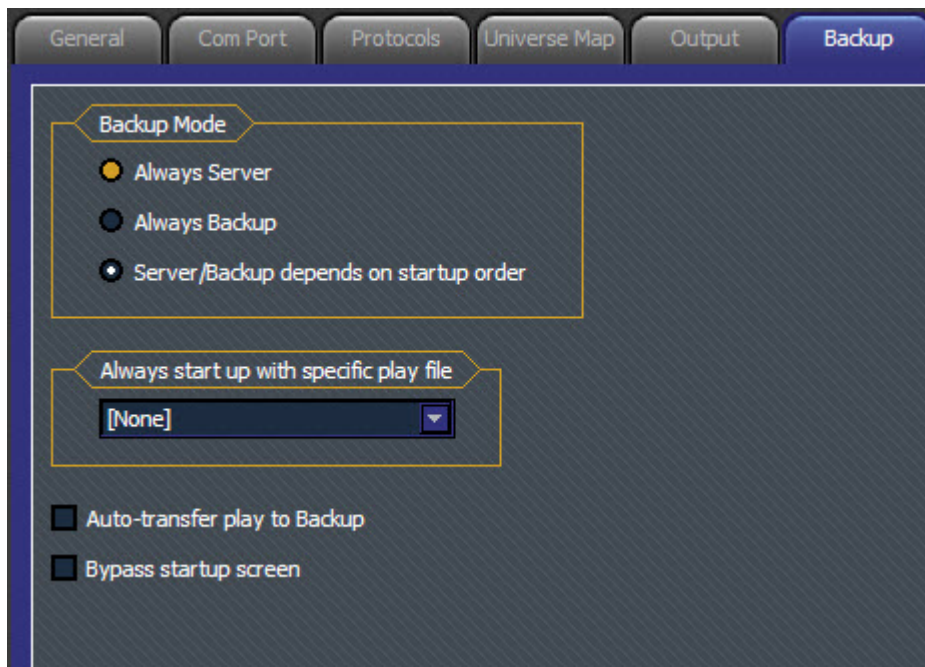 General Com Port Protocols Universe Map Output Backup
Backup Mode
Always Server
Always Backup
Server/Backup depends on startup order
Always start up with specific play file
[None]
Auto-transfer play to Backup
Bypass startup screen